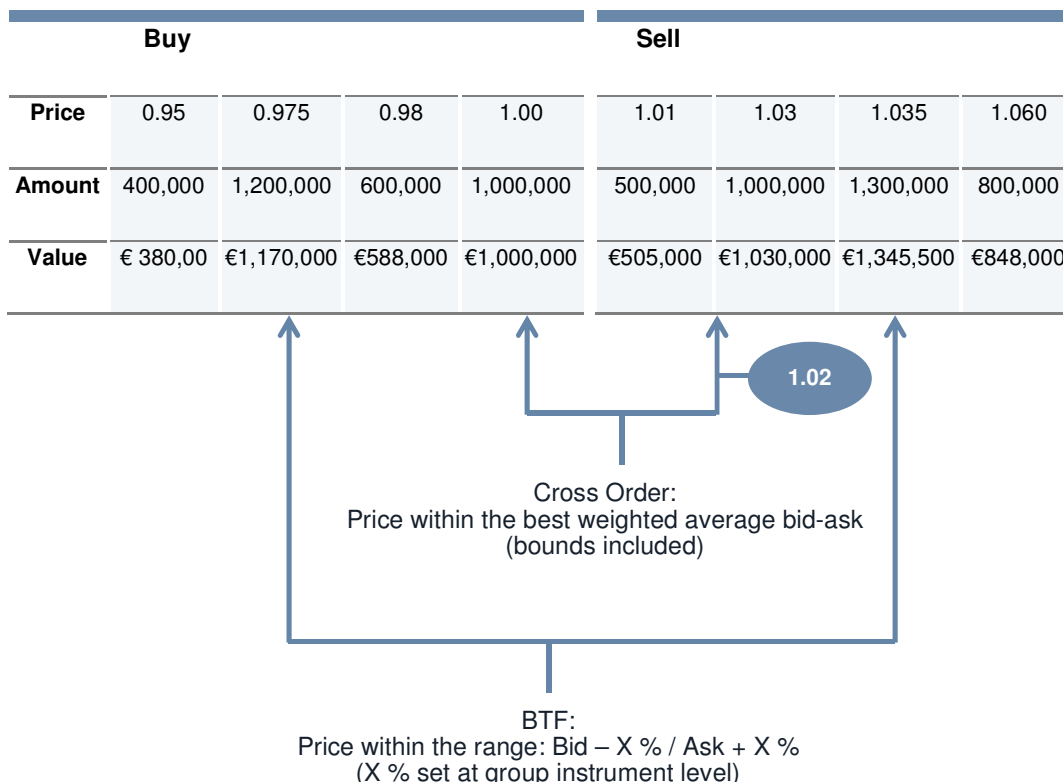 Buy Sell
Price 0.95 0.975 0.98 1.00 1.01 1.03 1.035 1.060
Amount 400,000 1,200,000 600,000 1,000,000 500,000 1,000,000 1,300,000 800,000
Value € 380,00 €1,170,000 €588,000 €1,000,000 €505,000 €1,030,000 €1,345,500 €848,000
1.02
Cross Order:
Price within the best weighted average bid-ask
(bounds included)
BTF:
Price within the range: Bid – X % / Ask + X %
(X % set at group instrument level)